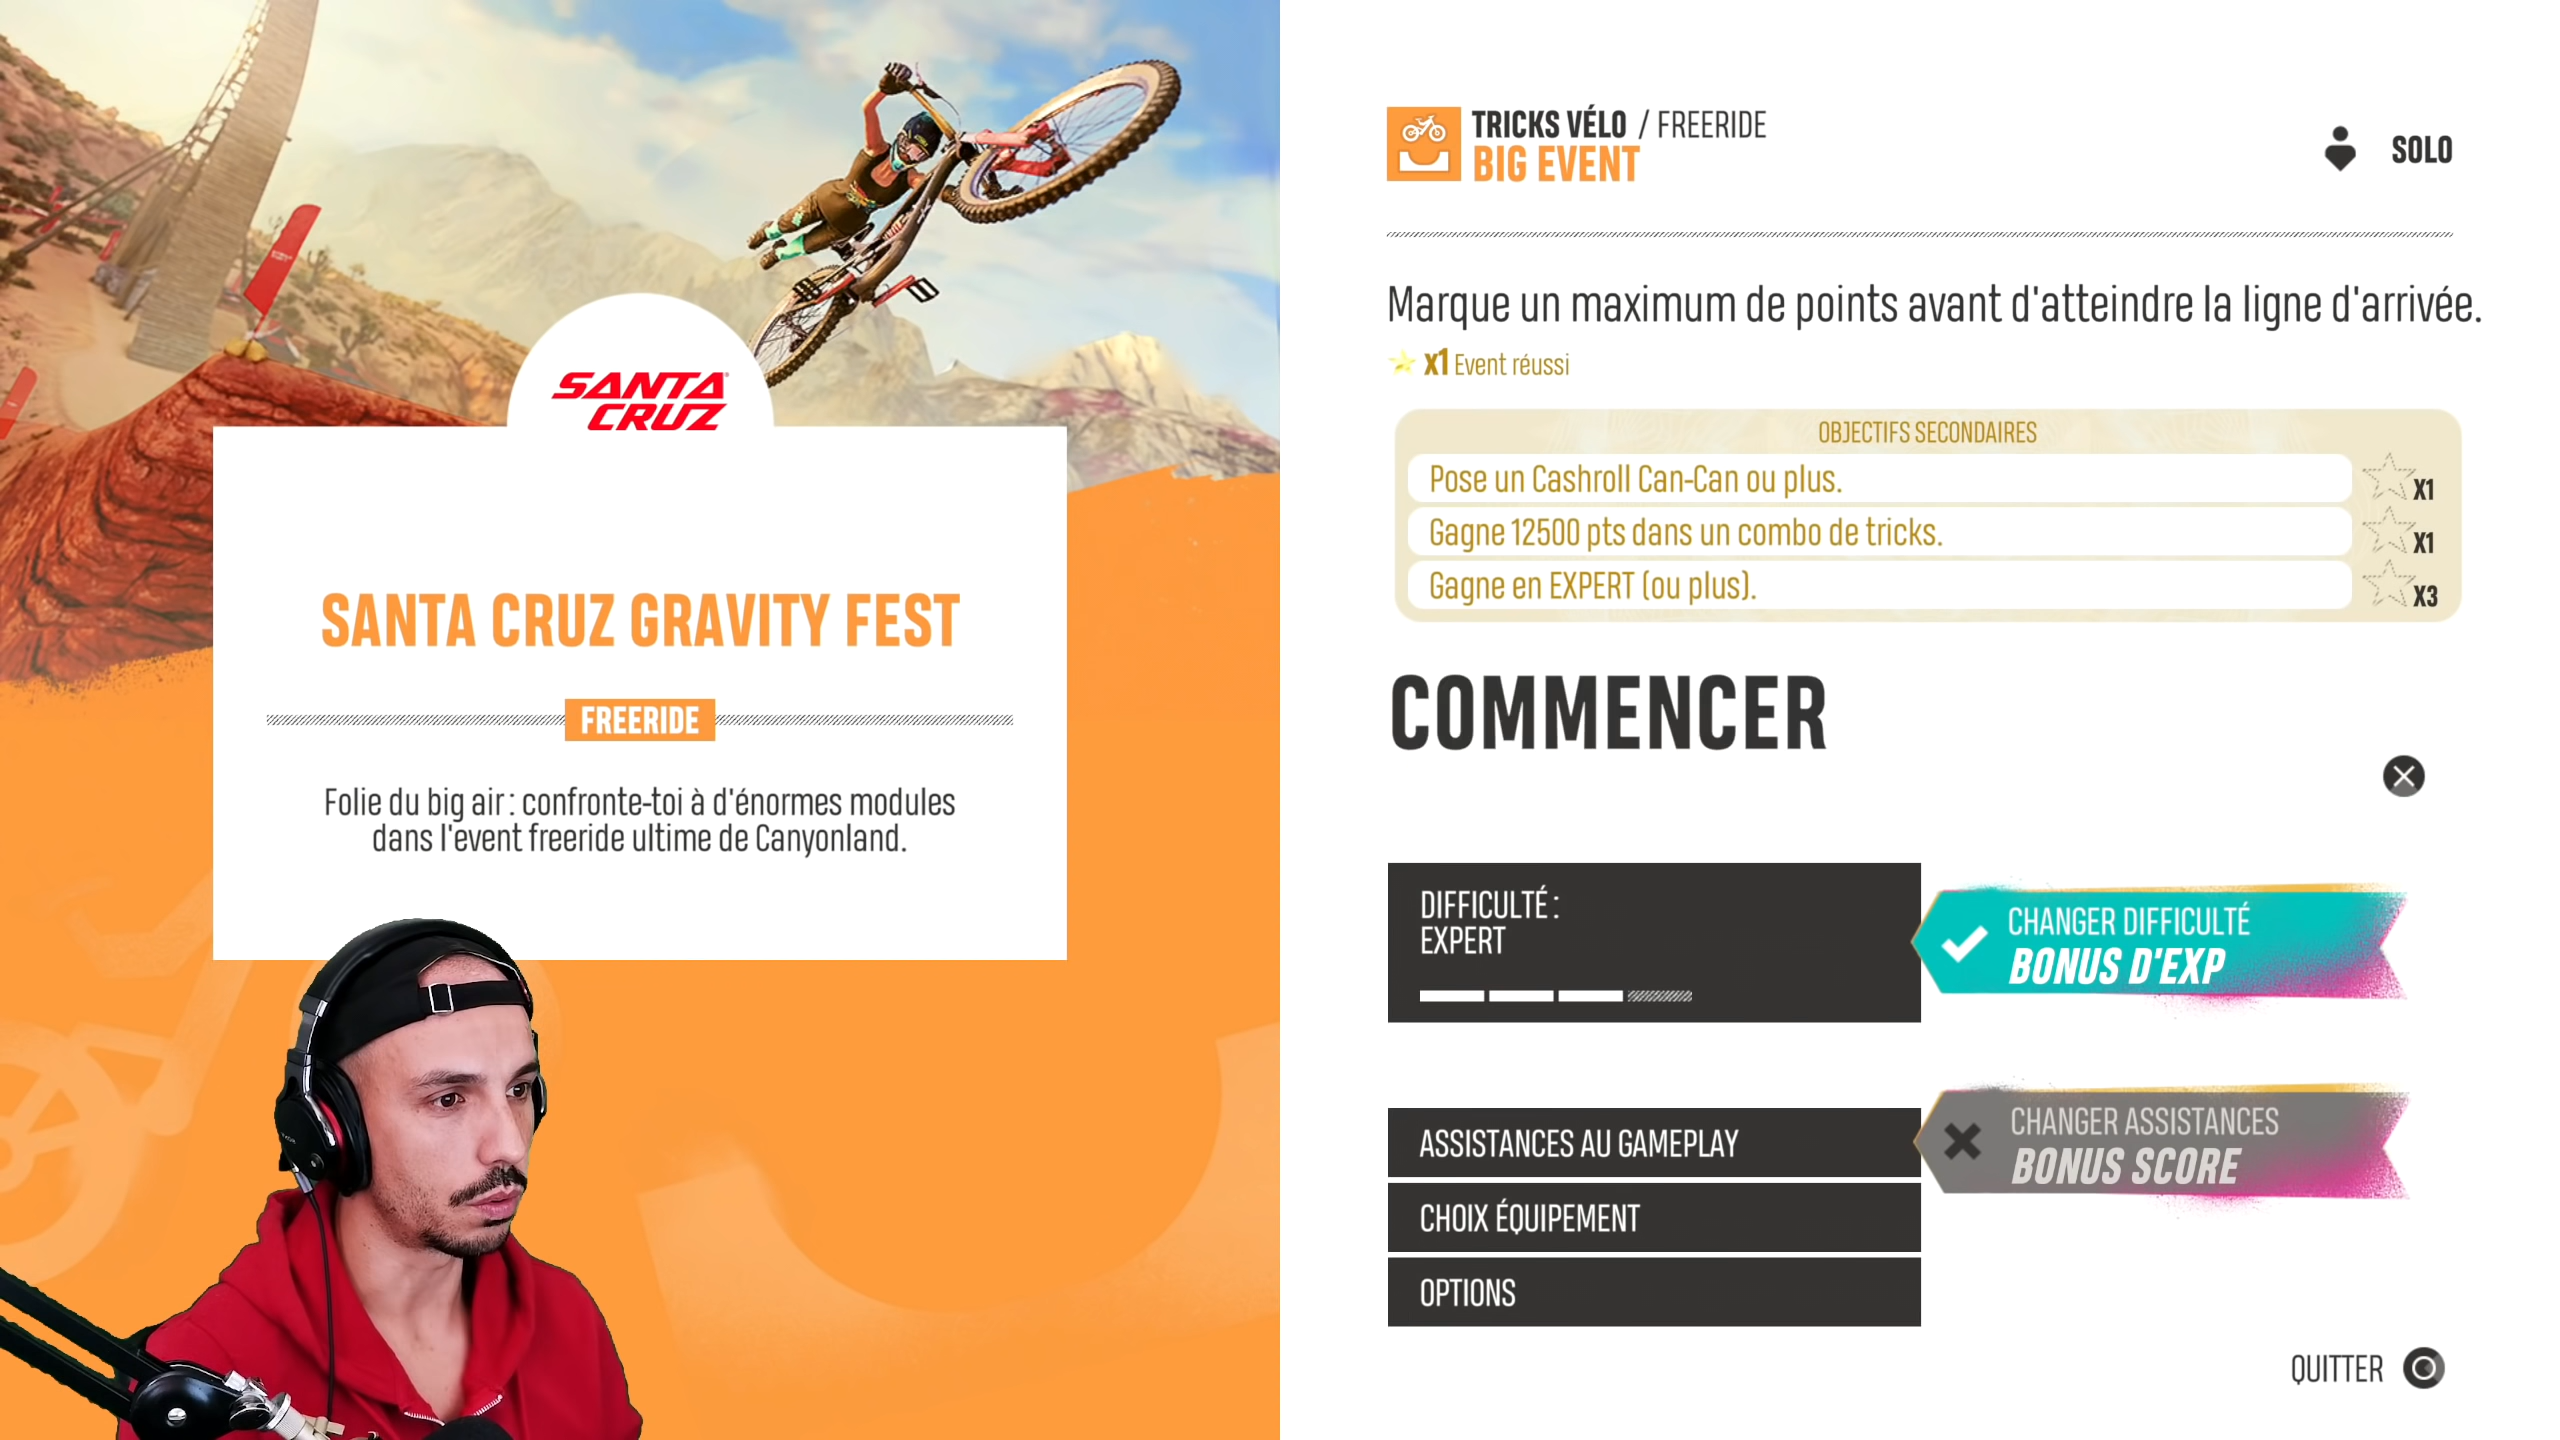 SANTA
CRUZ
SANTA CRUZ GRAVITY FEST
FREERIDE
Folie du big air : confronte-toi à d'énormes modules
dans l'event freeride ultime de Canyonland.
TRICKS VÉLO / FREERIDE
BIG EVENT
SOLO
Marque un maximum de points avant d'atteindre la ligne d'arrivée.
X1 Event réussi
OBJECTIFS SECONDAIRES
Pose un Cashroll Can-Can ou plus. X1
Gagne 12500 pts dans un combo de tricks. X1
Gagne en EXPERT (ou plus). X3
COMMENCER
DIFFICULTÉ :
EXPERT
CHANGER DIFFICULTÉ
BONUS D'EXP
ASSISTANCES AU GAMEPLAY
CHANGER ASSISTANCES
BONUS SCORE
CHOIX ÉQUIPEMENT
OPTIONS
QUITTER